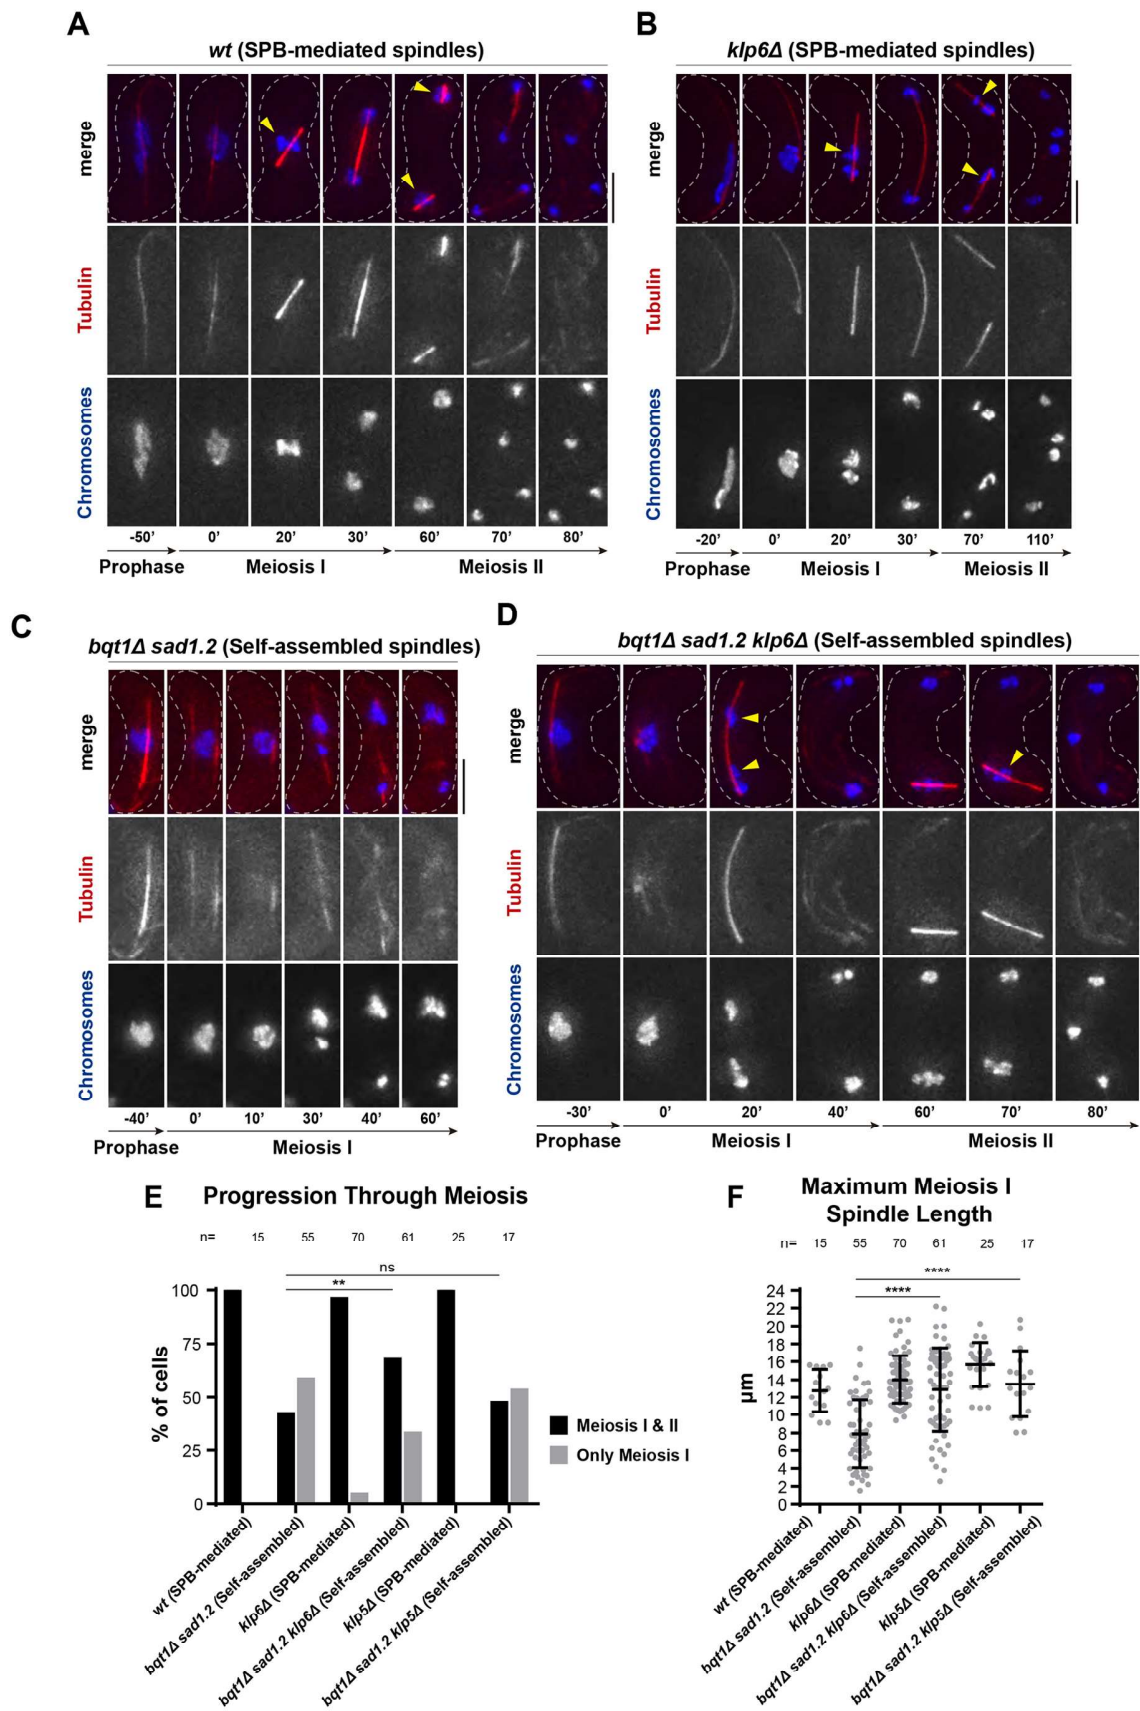 A
wt (SPB-mediated spindles)
merge
Tubulin
Chromosomes
-50’ 0’ 20’ 30’ 60’ 70’ 80’
Prophase Meiosis I Meiosis II
B
klp6Δ (SPB-mediated spindles)
merge
Tubulin
Chromosomes
-20’ 0’ 20’ 30’ 70’ 110’
Prophase Meiosis I Meiosis II
C
bqt1Δ sad1.2 (Self-assembled spindles)
merge
Tubulin
Chromosomes
-40’ 0’ 10’ 30’ 40’ 60’
Prophase Meiosis I
D
bqt1Δ sad1.2 klp6Δ (Self-assembled spindles)
merge
Tubulin
Chromosomes
-30’ 0’ 20’ 40’ 60’ 70’ 80’
Prophase Meiosis I Meiosis II
E
Progression Through Meiosis
n= 15 55 70 61 25 17
ns
**
% of cells
100
75
50
25
0
Meiosis I & II
Only Meiosis I
wt (SPB-mediated)
bqt1Δ sad1.2 (Self-assembled)
klp6Δ (SPB-mediated)
bqt1Δ sad1.2 klp6Δ (Self-assembled)
klp5Δ (SPB-mediated)
bqt1Δ sad1.2 klp5Δ (Self-assembled)
F
Maximum Meiosis I
Spindle Length
n= 15 55 70 61 25 17
****
****
µm
24
22
20
18
16
14
12
10
8
6
4
2
0
wt (SPB-mediated)
bqt1Δ sad1.2 (Self-assembled)
klp6Δ (SPB-mediated)
bqt1Δ sad1.2 klp6Δ (Self-assembled)
klp5Δ (SPB-mediated)
bqt1Δ sad1.2 klp5Δ (Self-assembled)